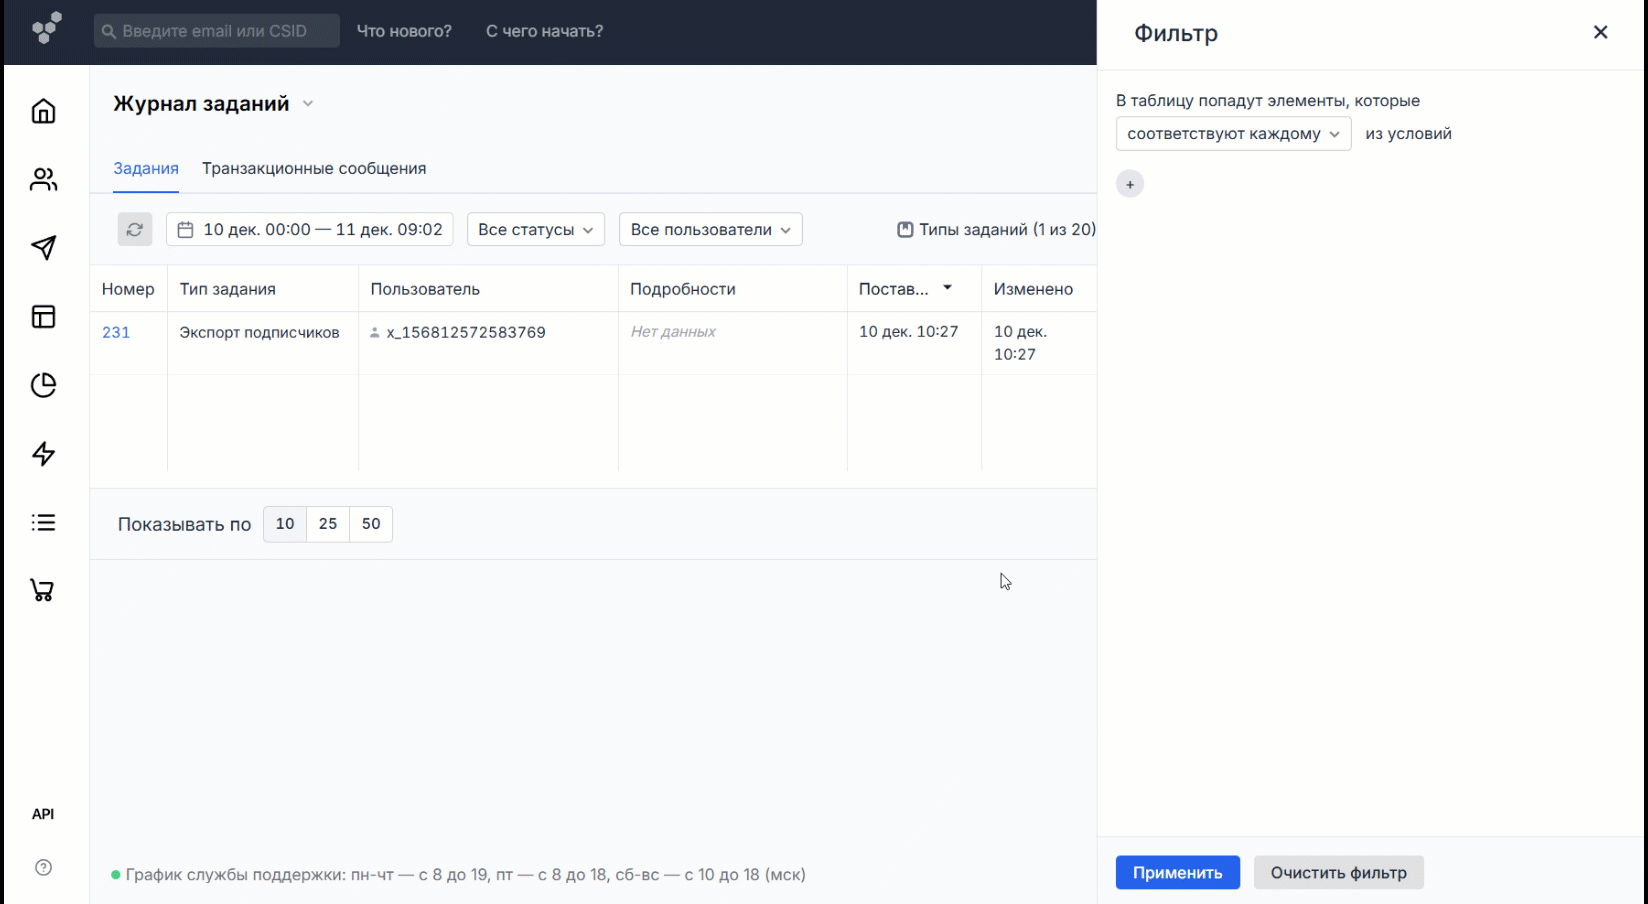 Введите email или CSID
Что нового?
С чего начать?
Журнал заданий
Задания
Транзакционные сообщения
10 дек. 00:00 — 11 дек. 09:02
Все статусы
Все пользователи
Типы заданий (1 из 20)
Номер
Тип задания
Пользователь
Подробности
Постав...
Изменено
231
Экспорт подписчиков
x_156812572583769
Нет данных
10 дек. 10:27
10 дек.
10:27
Показывать по
10
25
50
API
График службы поддержки: пн-чт — с 8 до 19, пт — с 8 до 18, сб-вс — с 10 до 18 (мск)
Фильтр
В таблицу попадут элементы, которые
соответствуют каждому
из условий
Применить
Очистить фильтр